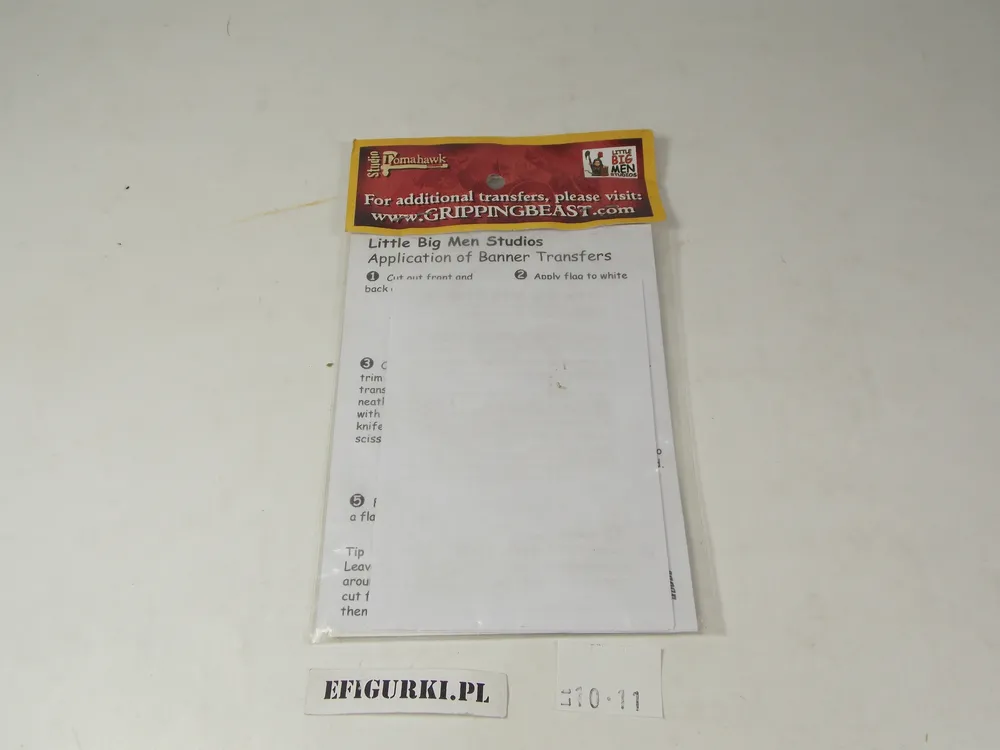 Studio Tomahawk
LITTLE
BIG
MEN
STUDIOS
For additional transfers, please visit:
www.GRIPPINGBEAST.com
Little Big Men Studios
Application of Banner Transfers
1 Cut out front and
back
2 Apply flag to white
3 C
trim
trans
neatl
with
knife
sciss
5
a fla
Tip
Leav
arou
cut f
then
EFIGURKI.PL
10-11